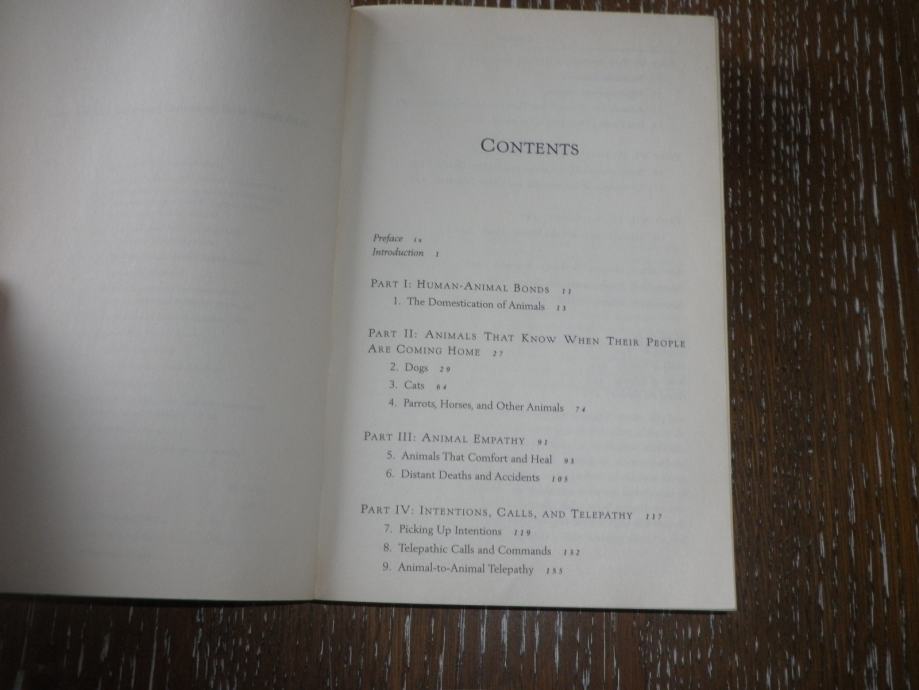 CONTENTS
Preface ix
Introduction 1
PART I: HUMAN-ANIMAL BONDS 11
1. The Domestication of Animals 13
PART II: ANIMALS THAT KNOW WHEN THEIR PEOPLE
ARE COMING HOME 27
2. Dogs 29
3. Cats 64
4. Parrots, Horses, and Other Animals 74
PART III: ANIMAL EMPATHY 91
5. Animals That Comfort and Heal 93
6. Distant Deaths and Accidents 105
PART IV: INTENTIONS, CALLS, AND TELEPATHY 117
7. Picking Up Intentions 119
8. Telepathic Calls and Commands 132
9. Animal-to-Animal Telepathy 155